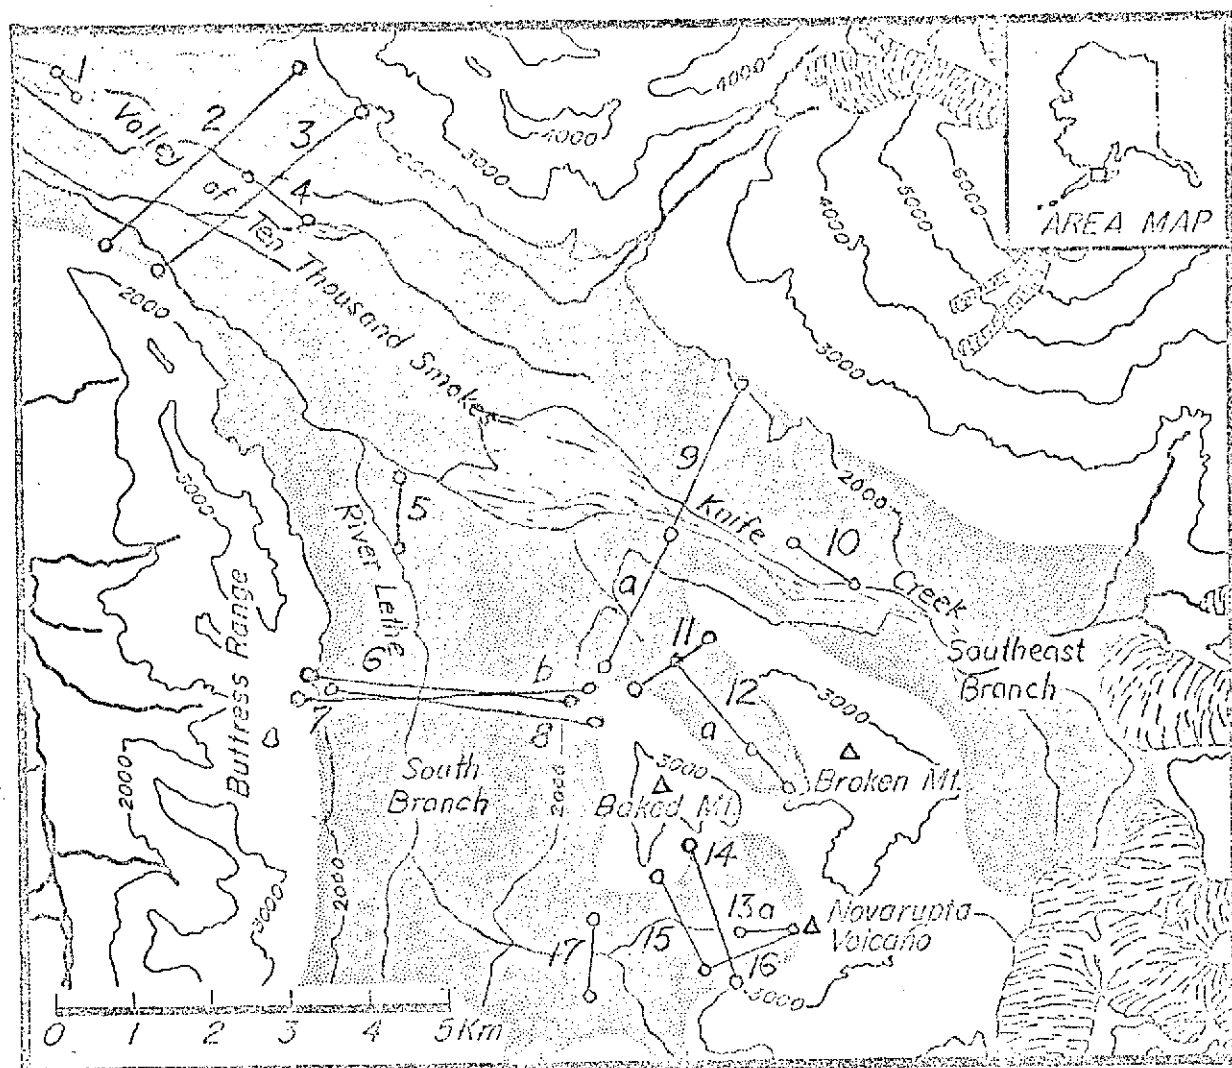 1
2
3
4
Valley of Ten Thousand Smokes
2000
3000
4000
4000
4000
5000
6000
3000
AREA MAP
2000
3000
Buttress Range
River Lethe
5
6
7
8
b
9
a
Knife Creek
10
2000
11
12
a
3000
Broken Mt.
Southeast
Branch
South
Branch
2000
3000
Baked Mt.
14
13a
Novarupta
Volcano
15
16
3000
17
2000
3000
2000
0 1 2 3 4 5 Km